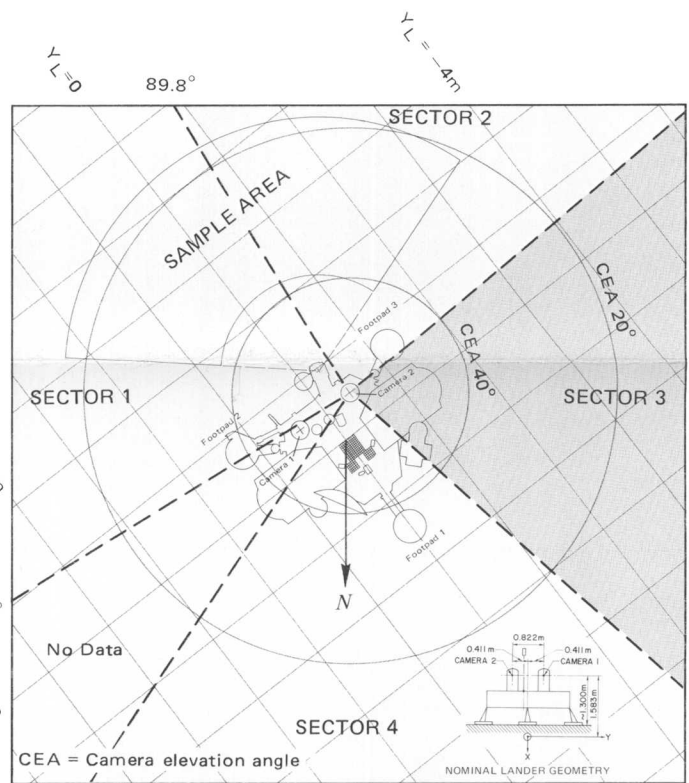 Y L = 0
89.8°
Y L = -4m
SECTOR 2
SAMPLE AREA
CEA 20°
Footpad 3
CEA 40°
SECTOR 1
Camera 2
SECTOR 3
Footpad 2
Camera 1
Footpad 1
N
No Data
0.822m
0.411m
0.411m
CAMERA 2
CAMERA 1
≈1.300m
1.583m
Y
X
SECTOR 4
CEA = Camera elevation angle
NOMINAL LANDER GEOMETRY